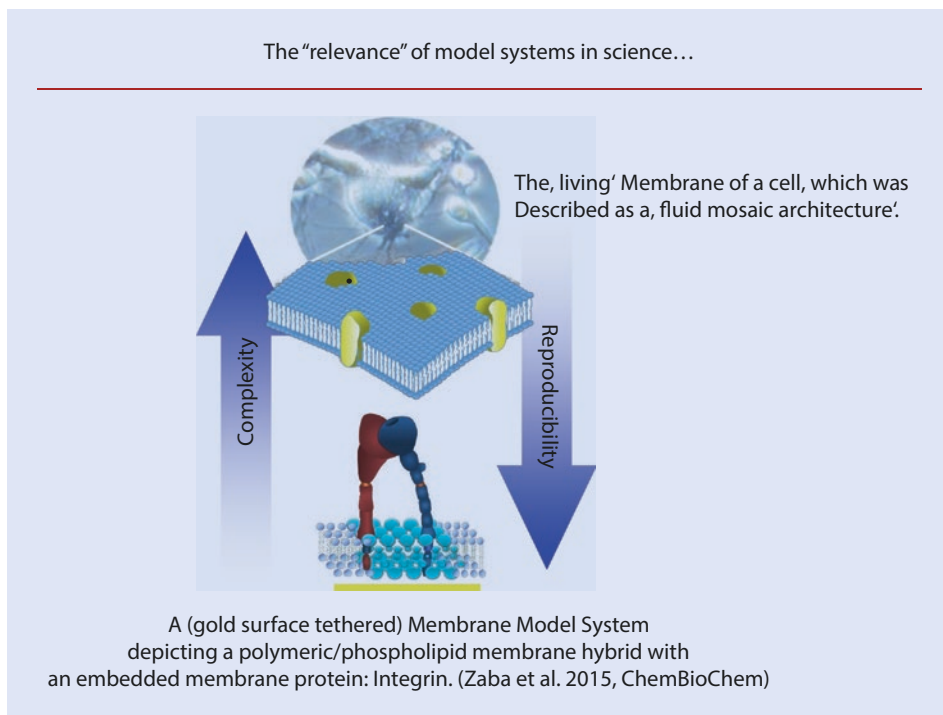 The “relevance” of model systems in science…
The, living‘ Membrane of a cell, which was
Described as a, fluid mosaic architecture‘.
Complexity
Reproducibility
A (gold surface tethered) Membrane Model System
depicting a polymeric/phospholipid membrane hybrid with
an embedded membrane protein: Integrin. (Zaba et al. 2015, ChemBioChem)